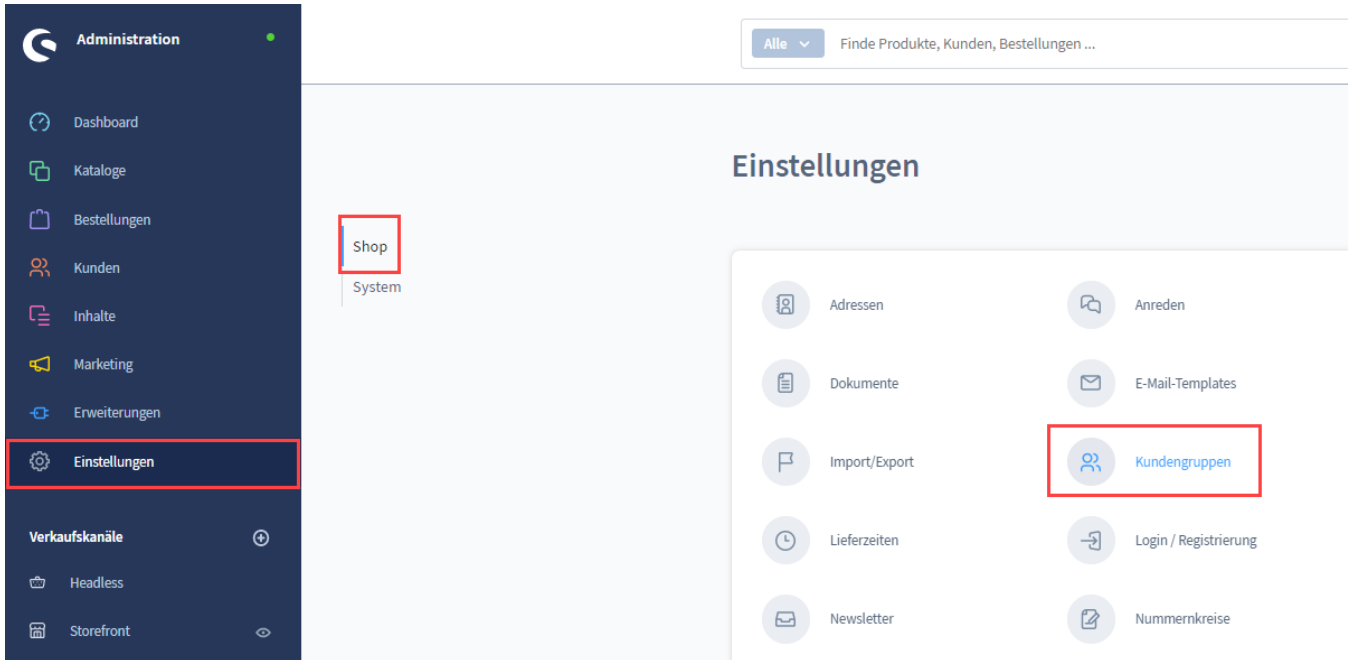 Administration
Alle
Finde Produkte, Kunden, Bestellungen ...
Dashboard
Kataloge
Bestellungen
Kunden
Inhalte
Marketing
Erweiterungen
Einstellungen
Verkaufskanäle
Headless
Storefront
Einstellungen
Shop
System
Adressen
Anreden
Dokumente
E-Mail-Templates
Import/Export
Kundengruppen
Lieferzeiten
Login / Registrierung
Newsletter
Nummernkreise